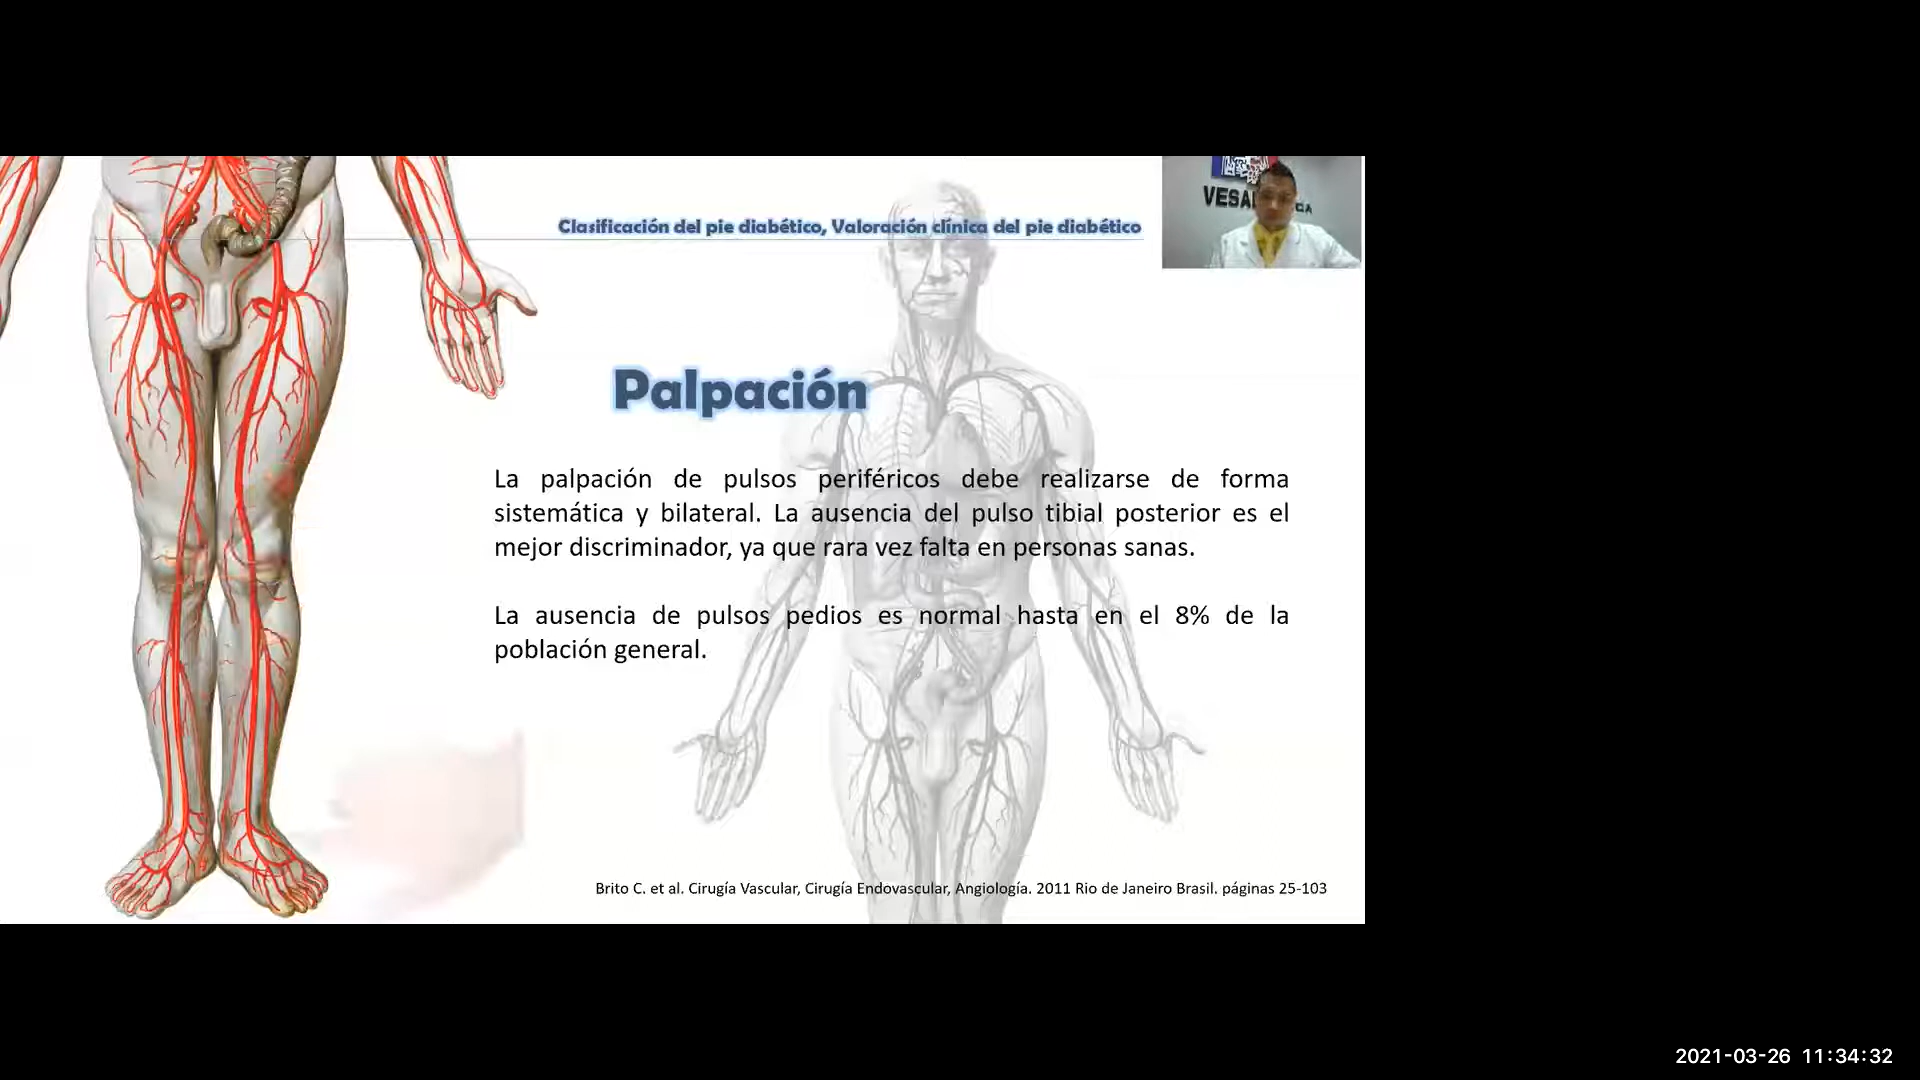 Clasificación del pie diabético, Valoración clínica del pie diabético
Palpación
La palpación de pulsos periféricos debe realizarse de forma
sistemática y bilateral. La ausencia del pulso tibial posterior es el
mejor discriminador, ya que rara vez falta en personas sanas.
La ausencia de pulsos pedios es normal hasta en el 8% de la
población general.
Brito C. et al. Cirugía Vascular, Cirugía Endovascular, Angiología. 2011 Rio de Janeiro Brasil. páginas 25-103
2021-03-26 11:34:32